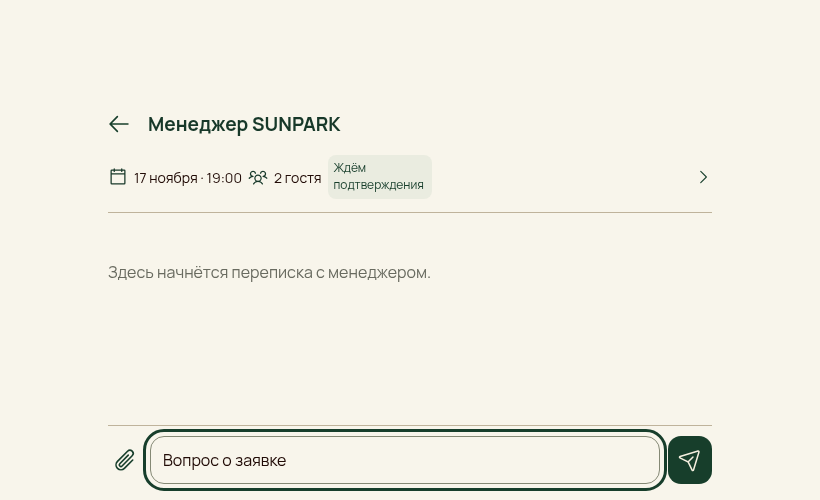 Менеджер SUNPARK
17 ноября · 19:00 2 гостя Ждём
подтверждения
Здесь начнётся переписка с менеджером.
Вопрос о заявке